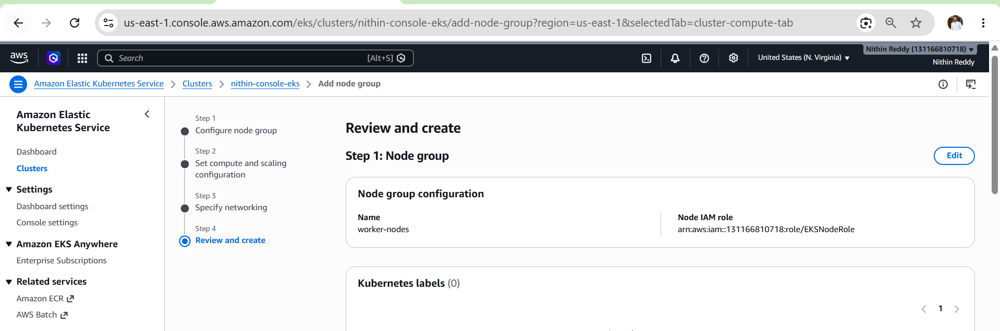 us-east-1.console.aws.amazon.com/eks/clusters/nithin-console-eks/add-node-group?region=us-east-1&selectedTab=cluster-compute-tab
aws
Search
[Alt+S]
United States (N. Virginia)
Nithin Reddy (131166810718)
Nithin Reddy
Amazon Elastic Kubernetes Service
Clusters
nithin-console-eks
Add node group
Amazon Elastic
Kubernetes Service
Dashboard
Clusters
Settings
Dashboard settings
Console settings
Amazon EKS Anywhere
Enterprise Subscriptions
Related services
Amazon ECR
AWS Batch
Step 1
Configure node group
Step 2
Set compute and scaling
configuration
Step 3
Specify networking
Step 4
Review and create
Review and create
Step 1: Node group
Edit
Node group configuration
Name
worker-nodes
Node IAM role
arn:aws:iam::131166810718:role/EKSNodeRole
Kubernetes labels (0)
1